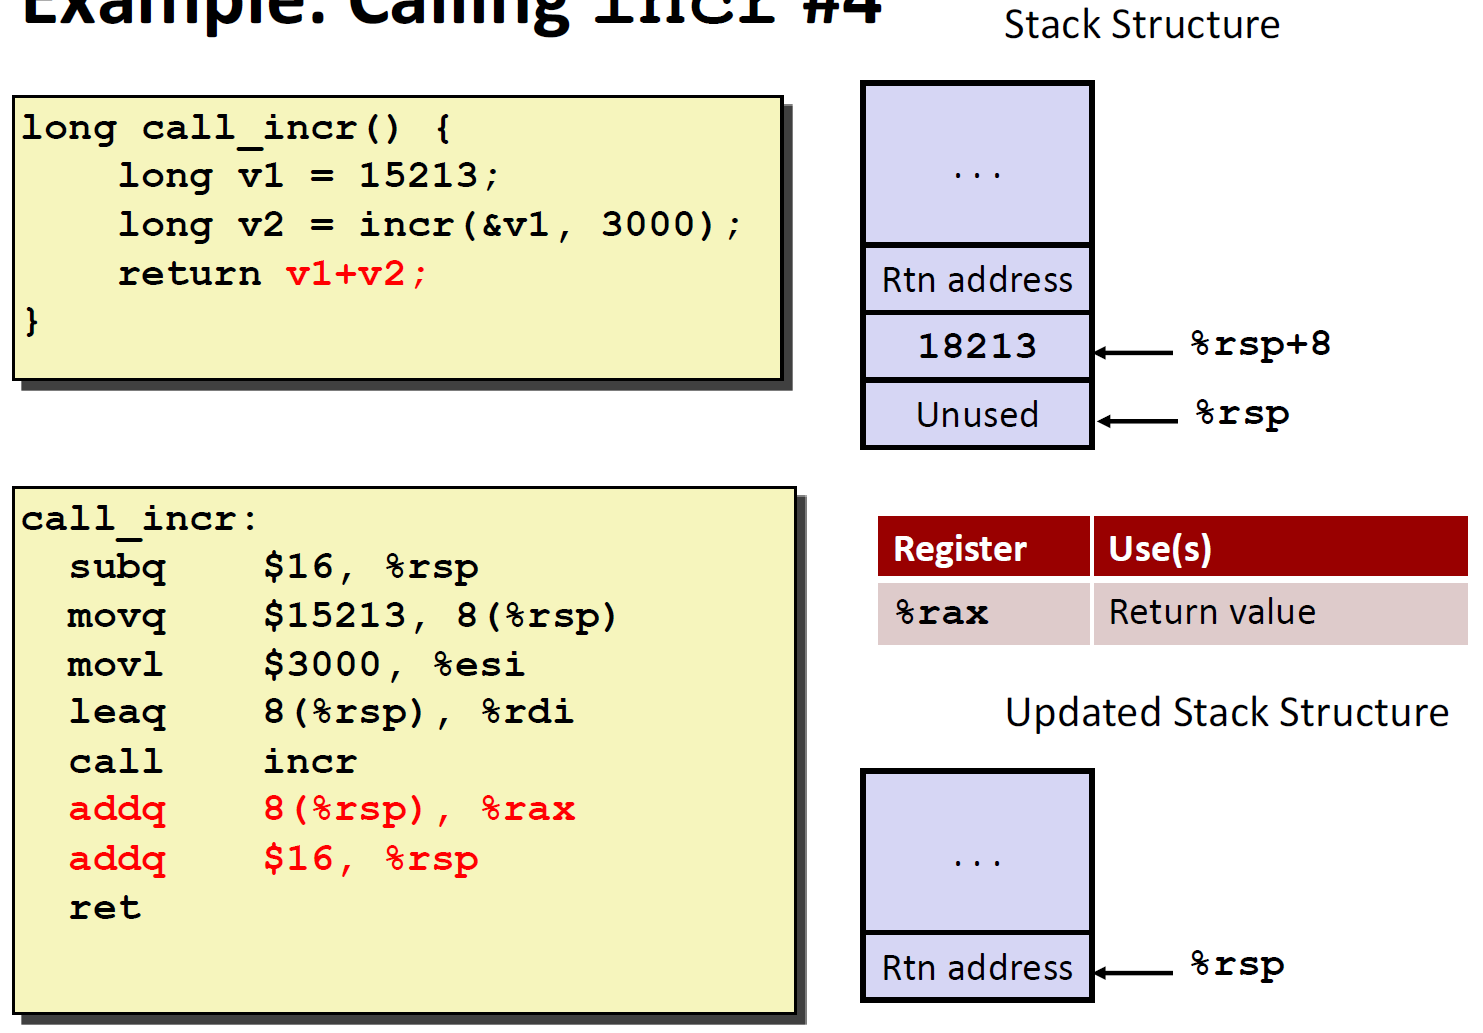 Example: Calling incr #4
Stack Structure
long call_incr() {
    long v1 = 15213;
    long v2 = incr(&v1, 3000);
    return v1+v2;
}
. . .
Rtn address
18213
%rsp+8
Unused
%rsp
call_incr:
  subq    $16, %rsp
  movq    $15213, 8(%rsp)
  movl    $3000, %esi
  leaq    8(%rsp), %rdi
  call    incr
  addq    8(%rsp), %rax
  addq    $16, %rsp
  ret
Register Use(s)
%rax Return value
Updated Stack Structure
. . .
Rtn address
%rsp